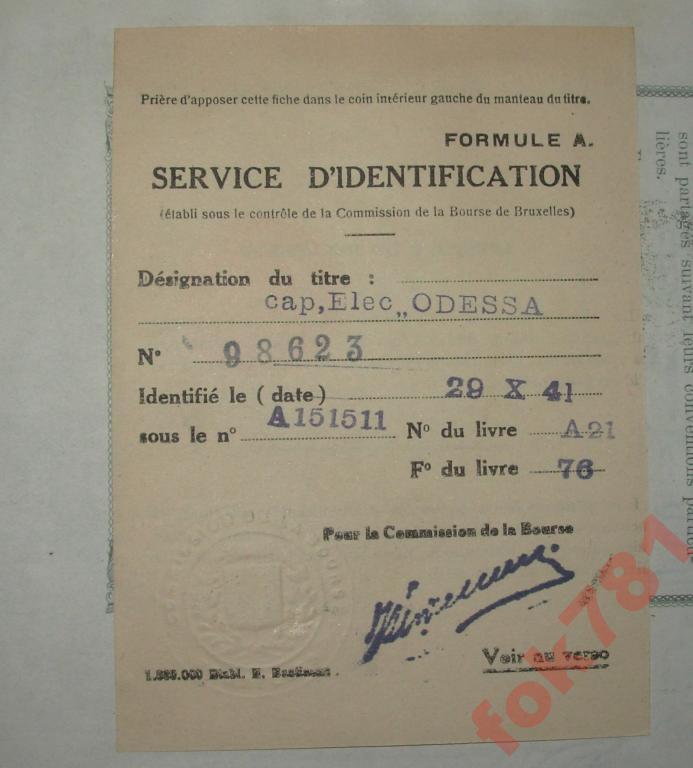 Prière d'apposer cette fiche dans le coin intérieur gauche du manteau du titre.
FORMULE A.
SERVICE D'IDENTIFICATION
(établi sous le contrôle de la Commission de la Bourse de Bruxelles)
Désignation du titre :
cap,Elec„ODESSA
N° 98623
Identifié le (date) 29 X 41
sous le n° A151511 N° du livre A21
F° du livre 76
Pour la Commission de la Bourse
Voir au verso
sont partagés suivant leurs conventions
lières.
fok781